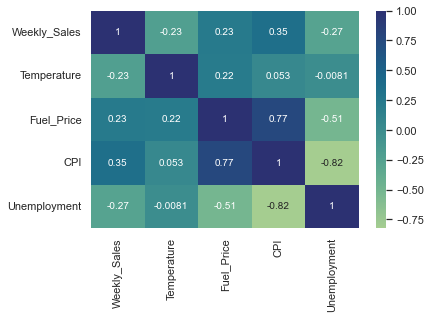 Weekly_Sales 1 -0.23 0.23 0.35 -0.27
Temperature -0.23 1 0.22 0.053 -0.0081
Fuel_Price 0.23 0.22 1 0.77 -0.51
CPI 0.35 0.053 0.77 1 -0.82
Unemployment -0.27 -0.0081 -0.51 -0.82 1
Weekly_Sales
Temperature
Fuel_Price
CPI
Unemployment
1.00
0.75
0.50
0.25
0.00
−0.25
−0.50
−0.75